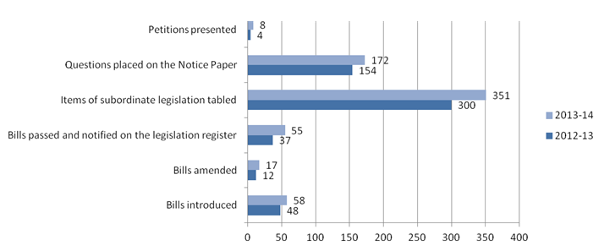 Petitions presented
8
4
Questions placed on the Notice Paper
172
154
Items of subordinate legislation tabled
351
300
Bills passed and notified on the legislation register
55
37
Bills amended
17
12
Bills introduced
58
48
2013-14
2012-13
0 50 100 150 200 250 300 350 400